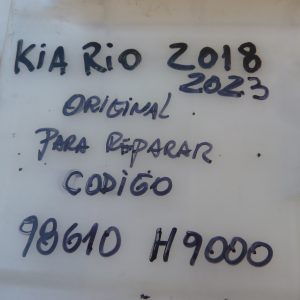 KIA RIO 2018
2023
ORIGINAL
PARA REPARAR
CODIGO
98610 H9000